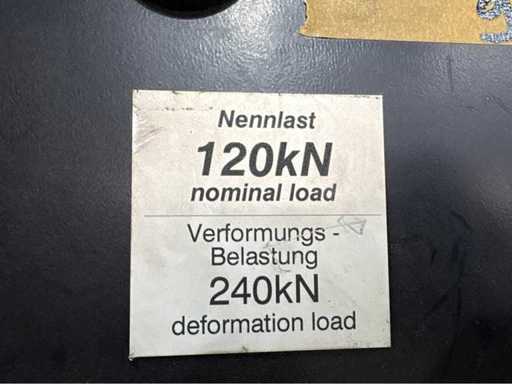 Nennlast
120kN
nominal load
Verformungs -
Belastung
240kN
deformation load